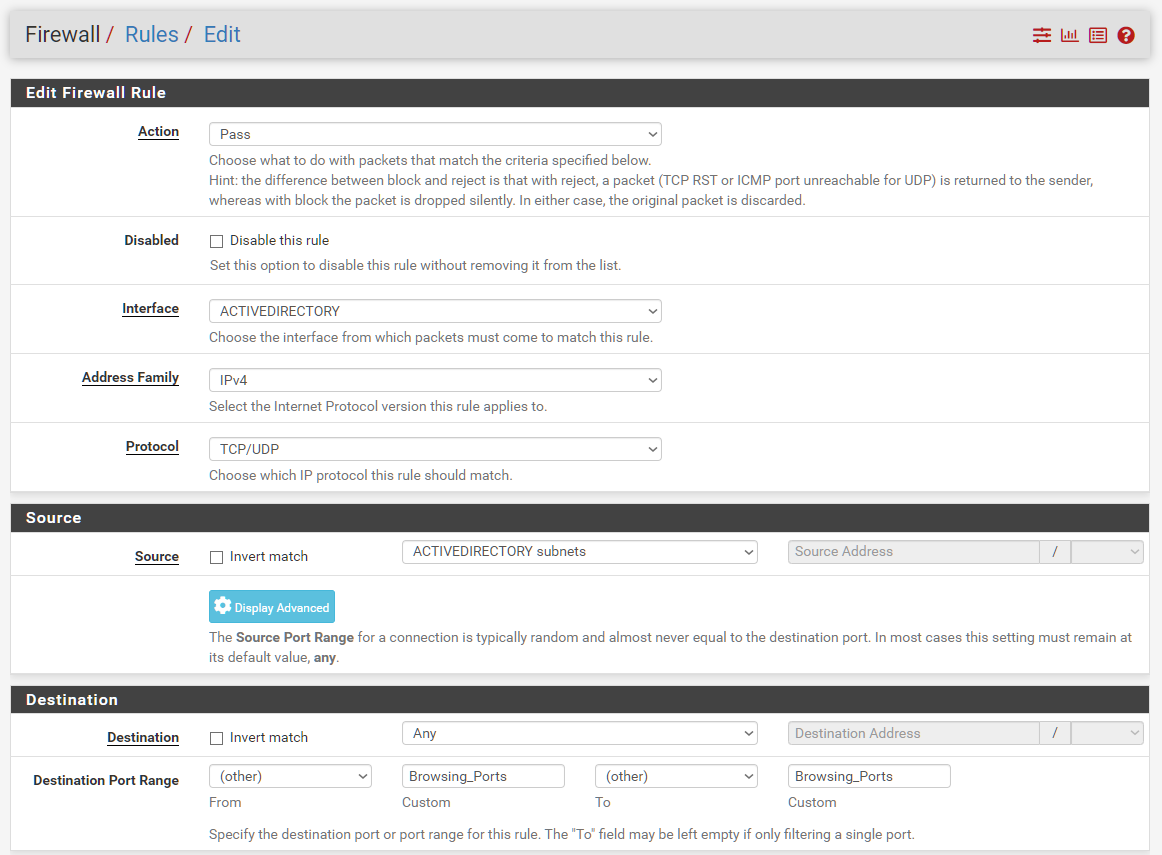 Firewall / Rules / Edit
Edit Firewall Rule
Action
Pass
Choose what to do with packets that match the criteria specified below.
Hint: the difference between block and reject is that with reject, a packet (TCP RST or ICMP port unreachable for UDP) is returned to the sender,
whereas with block the packet is dropped silently. In either case, the original packet is discarded.
Disabled
Disable this rule
Set this option to disable this rule without removing it from the list.
Interface
ACTIVEDIRECTORY
Choose the interface from which packets must come to match this rule.
Address Family
IPv4
Select the Internet Protocol version this rule applies to.
Protocol
TCP/UDP
Choose which IP protocol this rule should match.
Source
Source Invert match ACTIVEDIRECTORY subnets Source Address /
Display Advanced
The Source Port Range for a connection is typically random and almost never equal to the destination port. In most cases this setting must remain at
its default value, any.
Destination
Destination Invert match Any Destination Address /
Destination Port Range (other) Browsing_Ports (other) Browsing_Ports
From Custom To Custom
Specify the destination port or port range for this rule. The "To" field may be left empty if only filtering a single port.